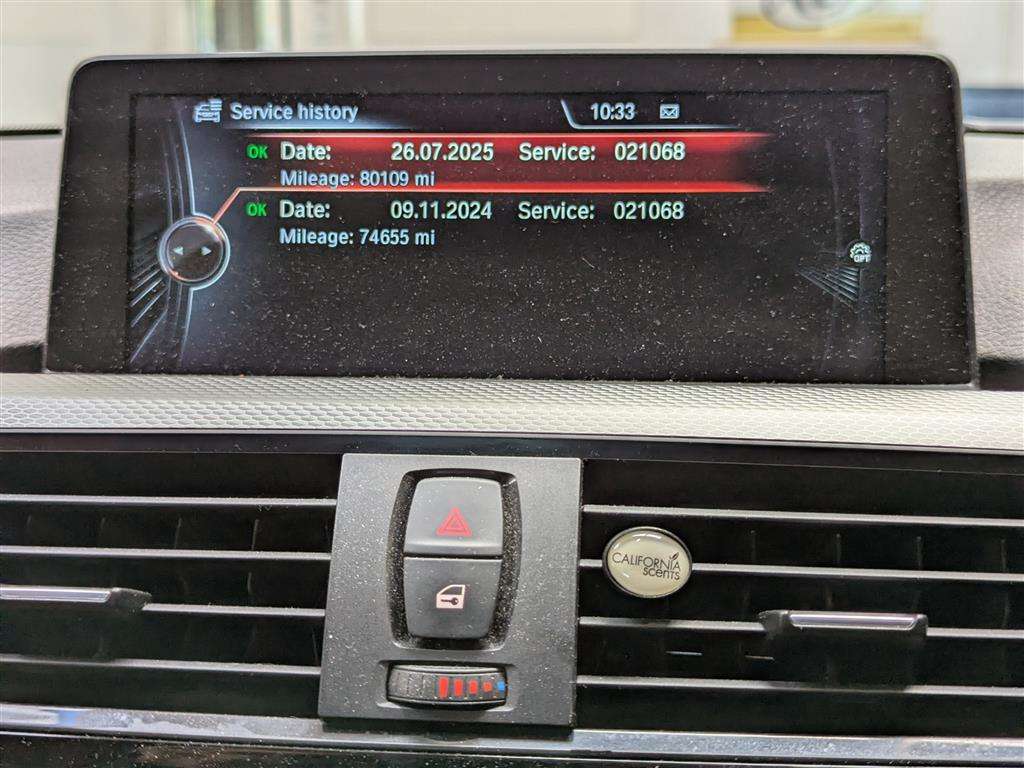 Service history 10:33
OK Date: 26.07.2025 Service: 021068
Mileage: 80109 mi
OK Date: 09.11.2024 Service: 021068
Mileage: 74655 mi
OPT
CALIFORNIA
SCENTS